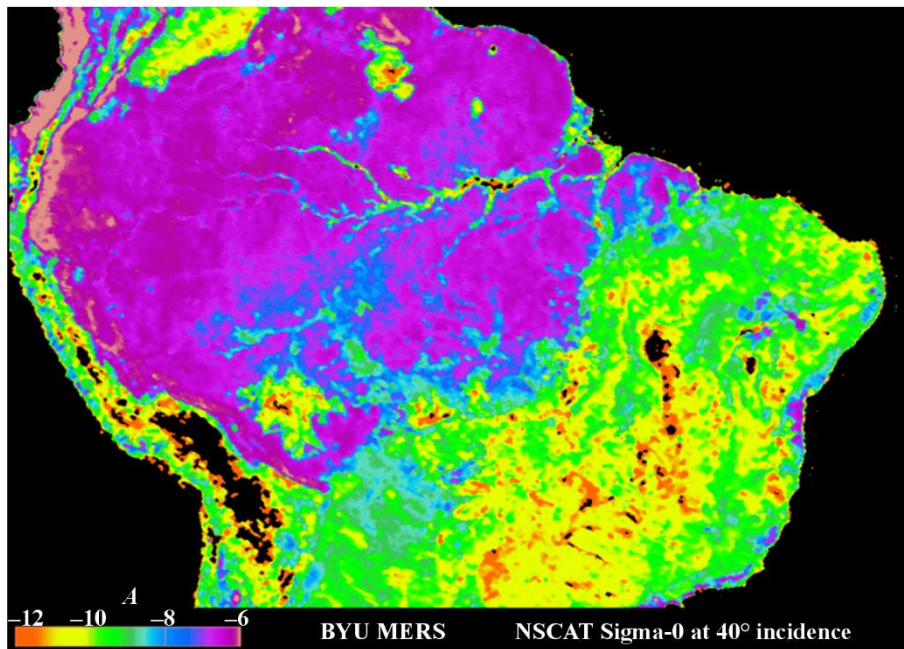 A
–12 –10 –8 –6
BYU MERS NSCAT Sigma-0 at 40° incidence